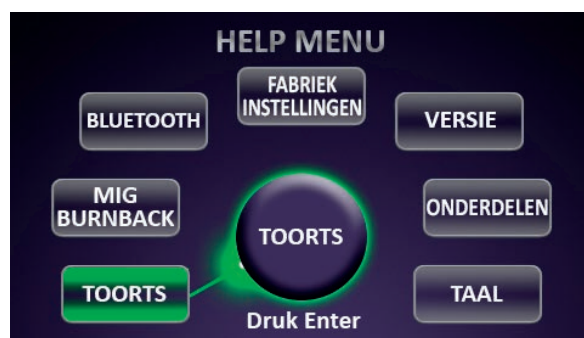 HELP MENU
FABRIEK
INSTELLINGEN
BLUETOOTH
VERSIE
MIG
BURNBACK
ONDERDELEN
TOORTS
TOORTS
TAAL
Druk Enter